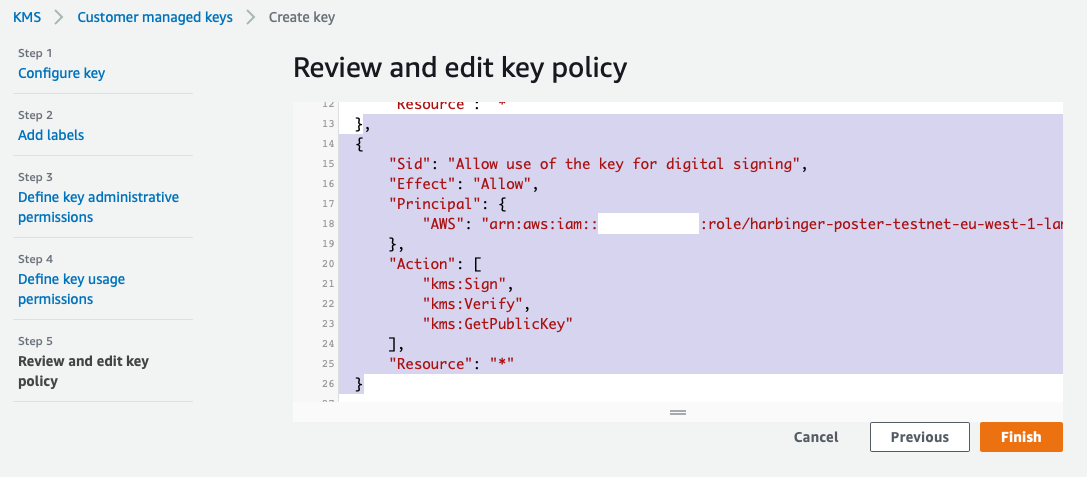 KMS > Customer managed keys > Create key
Step 1
Configure key
Step 2
Add labels
Step 3
Define key administrative
permissions
Step 4
Define key usage
permissions
Step 5
Review and edit key
policy
Review and edit key policy
12 "Resource": "*"
13 },
14 {
15 "Sid": "Allow use of the key for digital signing",
16 "Effect": "Allow",
17 "Principal": {
18 "AWS": "arn:aws:iam:: :role/harbinger-poster-testnet-eu-west-1-lam
19 },
20 "Action": [
21 "kms:Sign",
22 "kms:Verify",
23 "kms:GetPublicKey"
24 ],
25 "Resource": "*"
26 }
Cancel
Previous
Finish